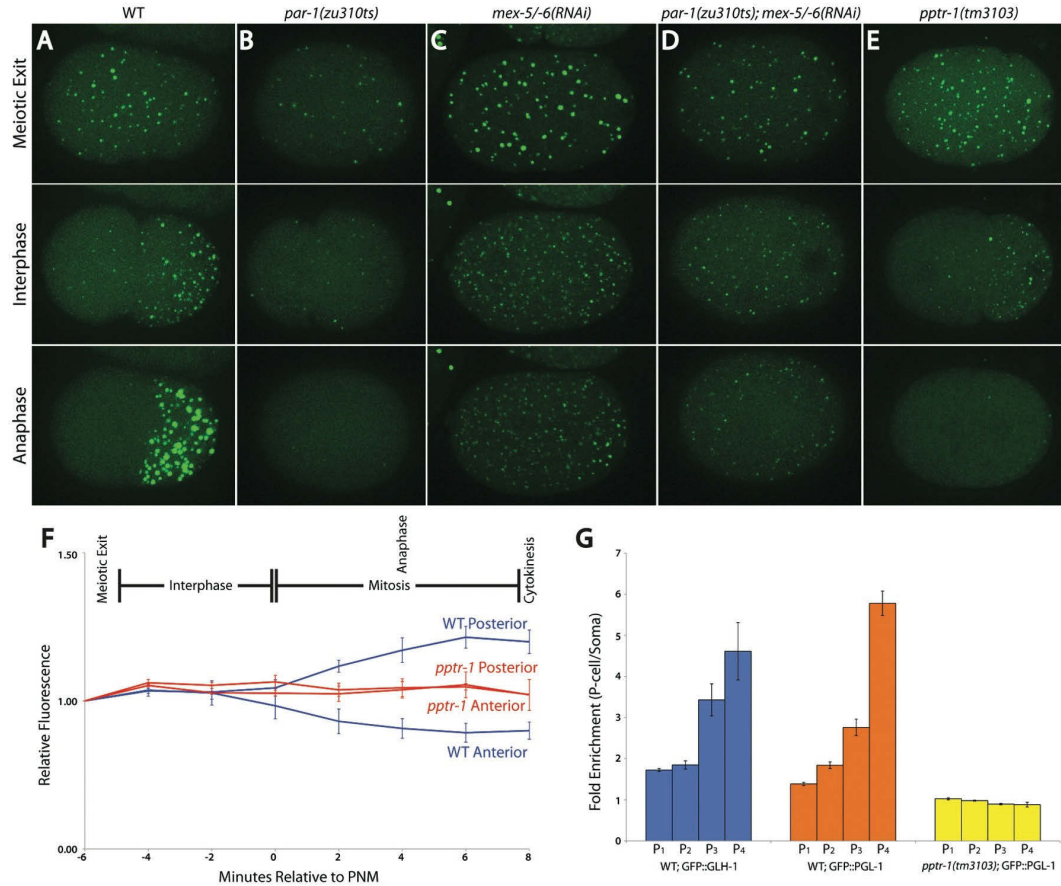 WT
par-1(zu310ts)
mex-5/-6(RNAi)
par-1(zu310ts); mex-5/-6(RNAi)
pptr-1(tm3103)
A
B
C
D
E
Meiotic Exit
Interphase
Anaphase
F
Meiotic Exit
Interphase
Anaphase
Mitosis
Cytokinesis
1.50
1.00
0.00
Relative Fluorescence
WT Posterior
pptr-1 Posterior
pptr-1 Anterior
WT Anterior
-6 -4 -2 0 2 4 6 8
Minutes Relative to PNM
G
Fold Enrichment (P-cell/Soma)
7
6
5
4
3
2
1
0
P1 P2 P3 P4 P1 P2 P3 P4 P1 P2 P3 P4
WT; GFP::GLH-1 WT; GFP::PGL-1 pptr-1(tm3103); GFP::PGL-1